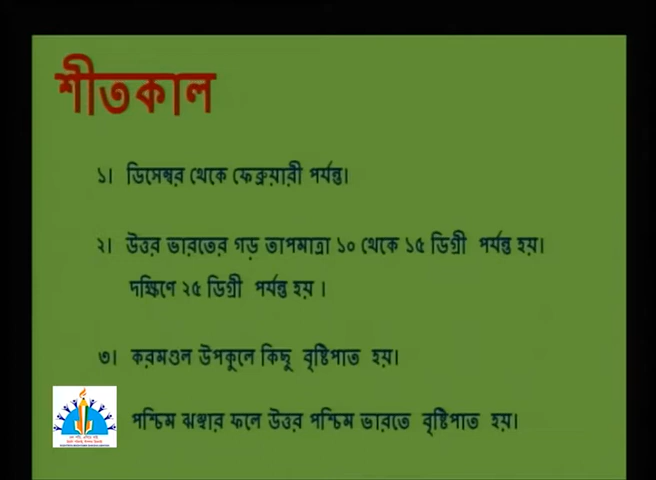 শীতকাল
১। ডিসেম্বর থেকে ফেব্রুয়ারী পর্যন্ত।
২। উত্তর ভারতের গড় তাপমাত্রা ১০ থেকে ১৫ ডিগ্রী পর্যন্ত হয়।
দক্ষিণে ২৫ ডিগ্রী পর্যন্ত হয় ।
৩। করমণ্ডল উপকুলে কিছু বৃষ্টিপাত হয়।
পশ্চিম ঝঞ্ঝার ফলে উত্তর পশ্চিম ভারতে বৃষ্টিপাত হয়।